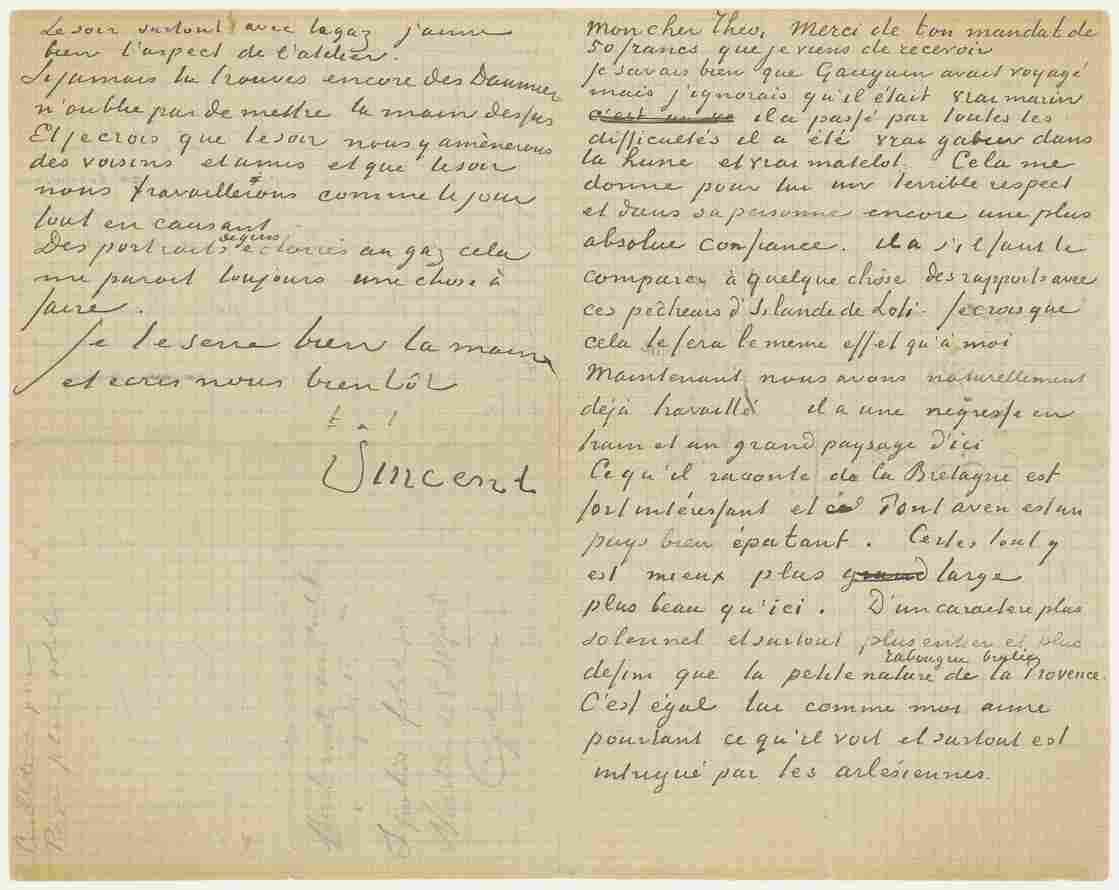 Mon cher Theo, Merci de ton mandat de
50 francs que je viens de recevoir
Je savais bien que Gauguin avait voyagé
mais j'ignorais qu'il était vrai marin
il a passé par toutes les
difficultés il a été vrai gabier dans
la hune et vrai matelot. Cela me
donne pour lui un terrible respect
et dans sa personne encore une plus
absolue confiance. il a s'il faut le
comparer à quelque chose des rapports avec
ces pêcheurs d'Islande de Loti. Je crois que
cela te fera le meme effet qu'à moi
Maintenant nous avons naturellement
déjà travaillé il a une négresse en
train et un grand paysage d'ici
Ce qu'il raconte de la Bretagne est
fort intéressant et Pont aven est un
pays bien épatant. Certes tout y
est mieux plus grand large
plus beau qu'ici. D'un caractère plus
solennel et surtout plus entier et plus
rabougrie brulée
défini que la petite nature de la Provence.
C'est égal lui comme moi aime
pourtant ce qu'il voit et surtout est
intrigué par les arlésiennes.
Le soir surtout avec le gaz j'aime
bien l'aspect de l'atelier.
Si jamais tu trouves encore des Daumier
n'oublie pas de mettre la main dessus
Et je crois que le soir nous y amènerons
des voisins et amis et que le soir
nous travaillerons comme le jour
tout en causant
Des portraits eclairés au gaz cela
me parait toujours une chose à
faire.
Je te serre bien la main
et ecris nous bientôt
t. à t.
Vincent